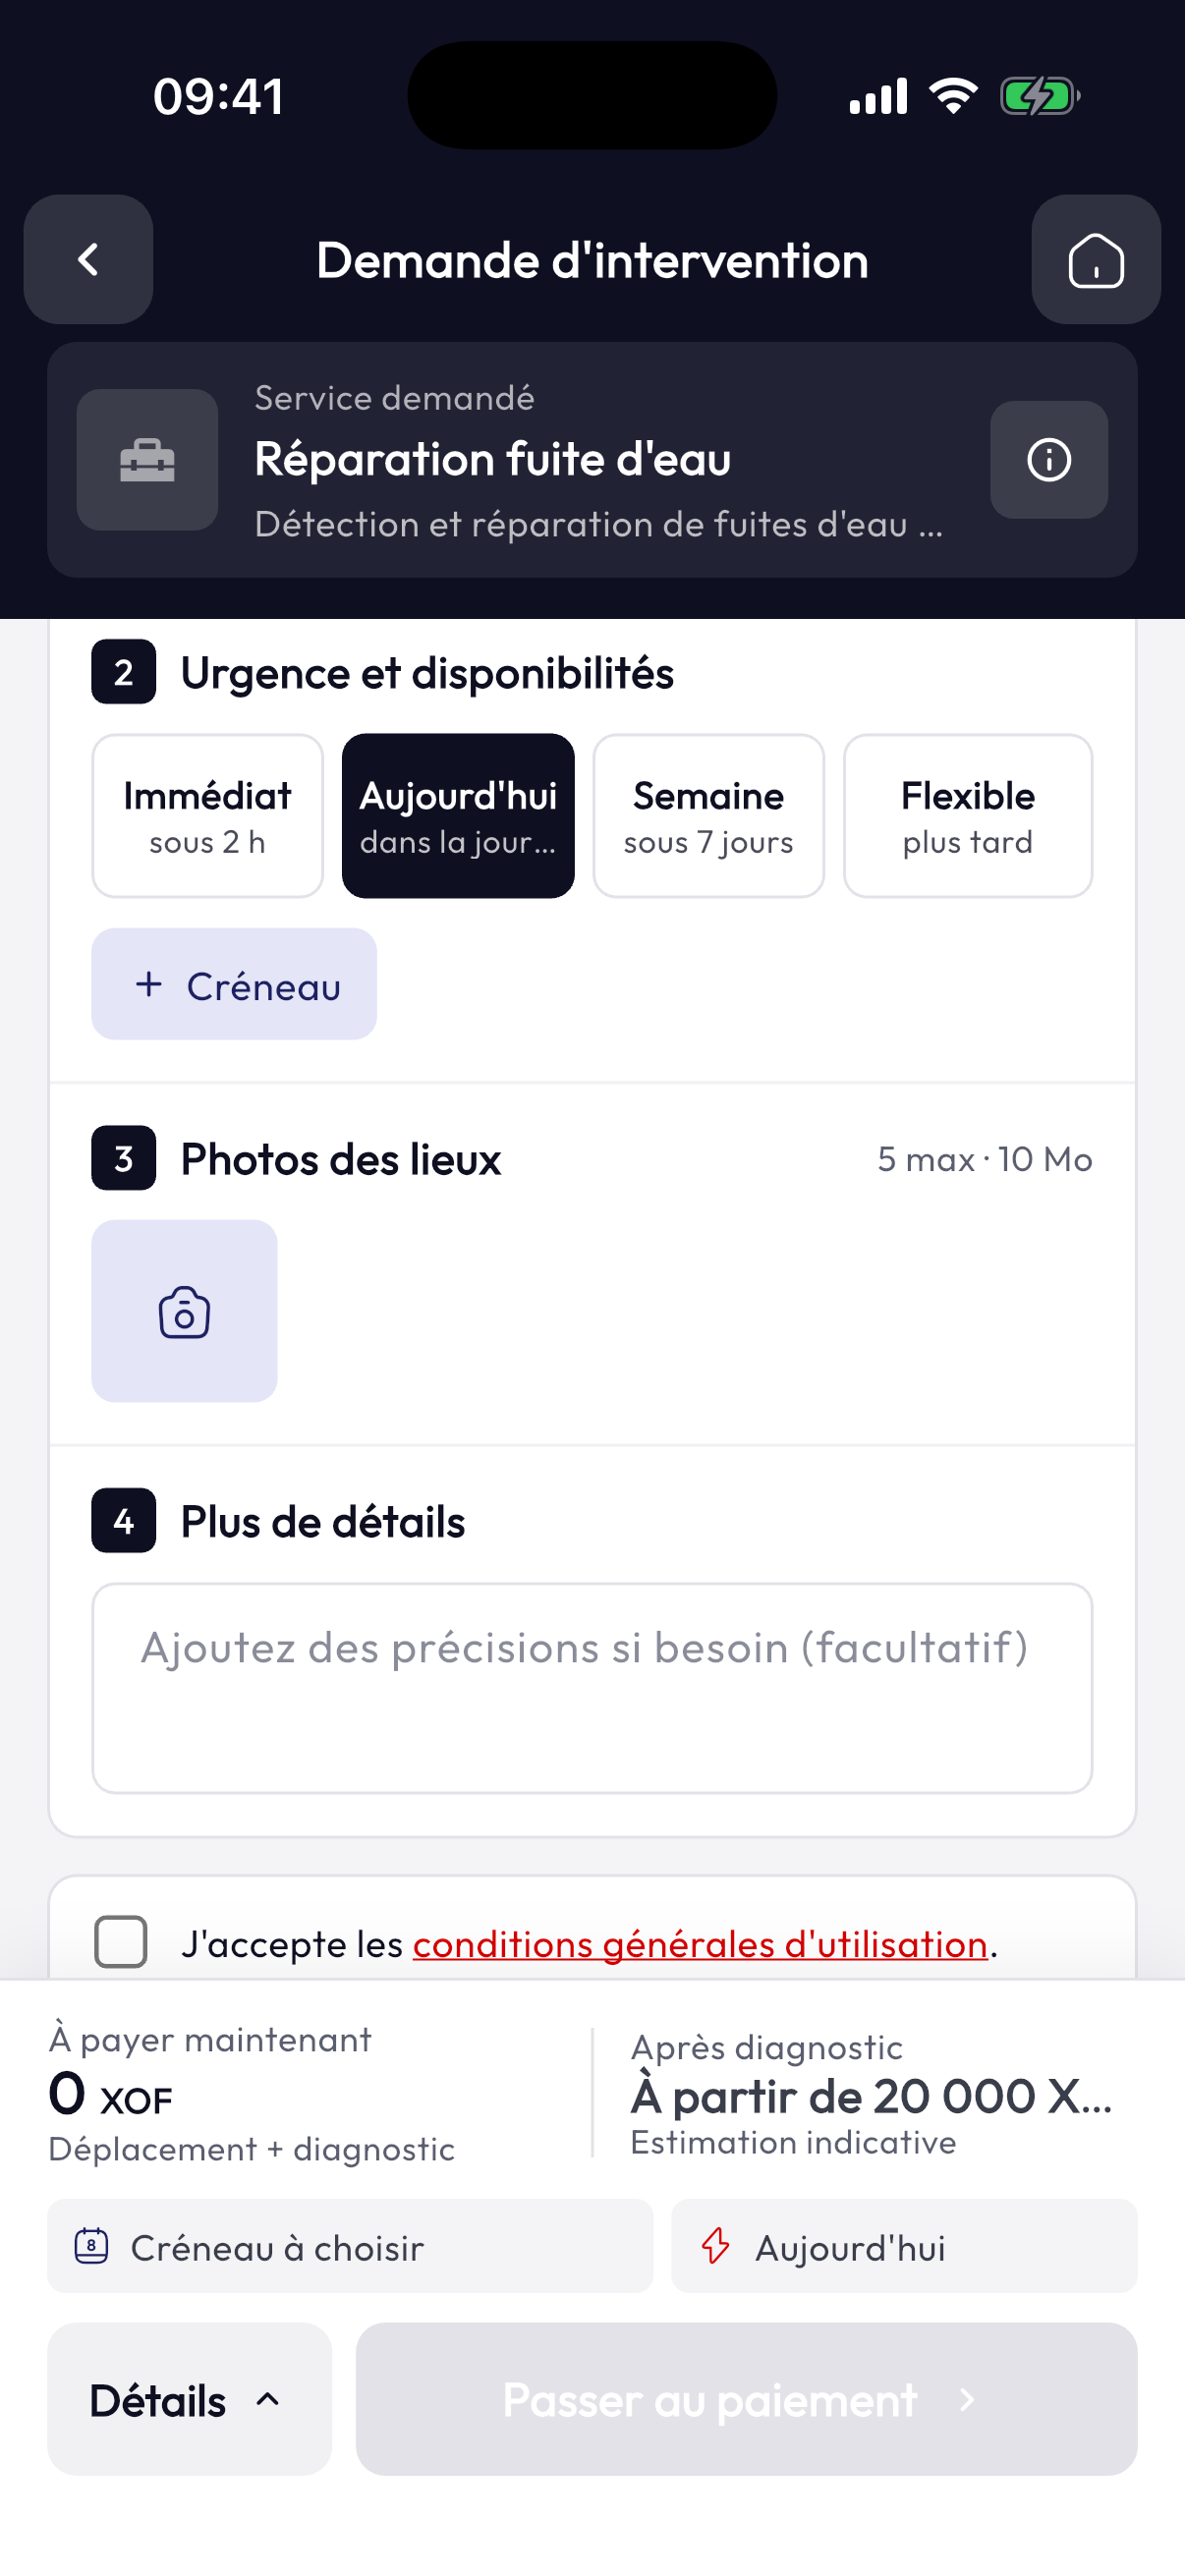 09:41
Demande d'intervention
Service demandé
Réparation fuite d'eau
Détection et réparation de fuites d'eau ...
2 Urgence et disponibilités
Immédiat Aujourd'hui Semaine Flexible
sous 2 h dans la jour... sous 7 jours plus tard
+ Créneau
3 Photos des lieux 5 max · 10 Mo
4 Plus de détails
Ajoutez des précisions si besoin (facultatif)
J'accepte les conditions générales d'utilisation.
À payer maintenant
0 XOF
Déplacement + diagnostic
Après diagnostic
À partir de 20 000 X...
Estimation indicative
8 Créneau à choisir
Aujourd'hui
Détails
Passer au paiement